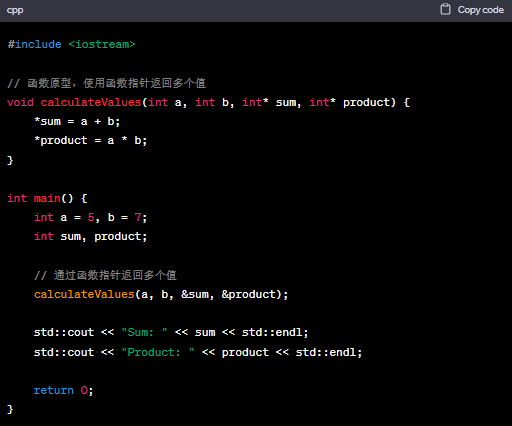 cpp
Copy code
#include <iostream>
// 函数原型，使用函数指针返回多个值
void calculateValues(int a, int b, int* sum, int* product) {
    *sum = a + b;
    *product = a * b;
}
int main() {
    int a = 5, b = 7;
    int sum, product;
    // 通过函数指针返回多个值
    calculateValues(a, b, &sum, &product);
    std::cout << "Sum: " << sum << std::endl;
    std::cout << "Product: " << product << std::endl;
    return 0;
}